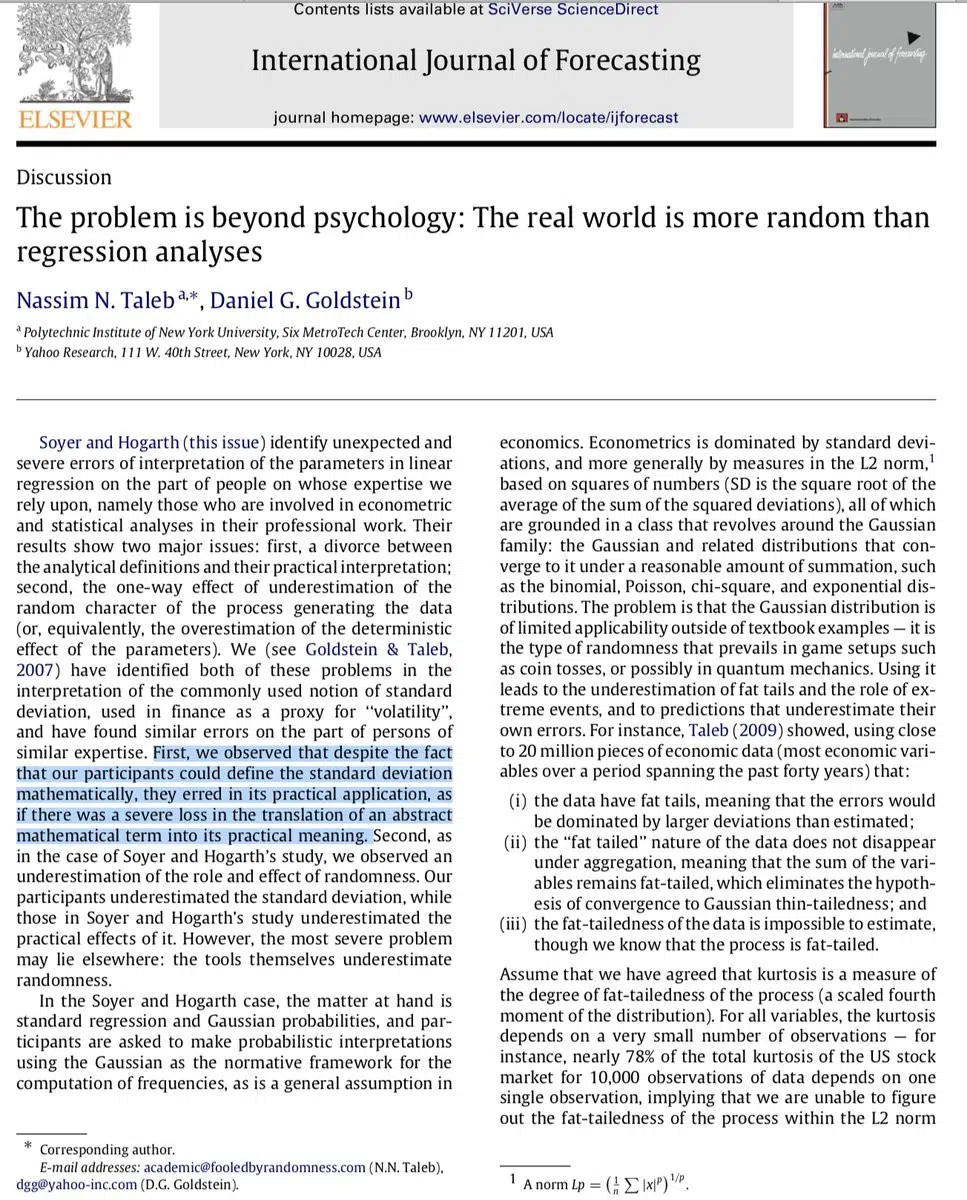 Contents lists available at SciVerse ScienceDirect
International Journal of Forecasting
journal homepage: www.elsevier.com/locate/ijforecast
ELSEVIER
international journal of forecasting
Discussion
The problem is beyond psychology: The real world is more random than
regression analyses
Nassim N. Taleb a,*, Daniel G. Goldstein b
a Polytechnic Institute of New York University, Six MetroTech Center, Brooklyn, NY 11201, USA
b Yahoo Research, 111 W. 40th Street, New York, NY 10028, USA
Soyer and Hogarth (this issue) identify unexpected and
severe errors of interpretation of the parameters in linear
regression on the part of people on whose expertise we
rely upon, namely those who are involved in econometric
and statistical analyses in their professional work. Their
results show two major issues: first, a divorce between
the analytical definitions and their practical interpretation;
second, the one-way effect of underestimation of the
random character of the process generating the data
(or, equivalently, the overestimation of the deterministic
effect of the parameters). We (see Goldstein & Taleb,
2007) have identified both of these problems in the
interpretation of the commonly used notion of standard
deviation, used in finance as a proxy for ‘‘volatility’’,
and have found similar errors on the part of persons of
similar expertise. First, we observed that despite the fact
that our participants could define the standard deviation
mathematically, they erred in its practical application, as
if there was a severe loss in the translation of an abstract
mathematical term into its practical meaning. Second, as
in the case of Soyer and Hogarth’s study, we observed an
underestimation of the role and effect of randomness. Our
participants underestimated the standard deviation, while
those in Soyer and Hogarth’s study underestimated the
practical effects of it. However, the most severe problem
may lie elsewhere: the tools themselves underestimate
randomness.
In the Soyer and Hogarth case, the matter at hand is
standard regression and Gaussian probabilities, and par-
ticipants are asked to make probabilistic interpretations
using the Gaussian as the normative framework for the
computation of frequencies, as is a general assumption in
* Corresponding author.
E-mail addresses: academic@fooledbyrandomness.com (N.N. Taleb),
dgg@yahoo-inc.com (D.G. Goldstein).
economics. Econometrics is dominated by standard devi-
ations, and more generally by measures in the L2 norm,1
based on squares of numbers (SD is the square root of the
average of the sum of the squared deviations), all of which
are grounded in a class that revolves around the Gaussian
family: the Gaussian and related distributions that con-
verge to it under a reasonable amount of summation, such
as the binomial, Poisson, chi-square, and exponential dis-
tributions. The problem is that the Gaussian distribution is
of limited applicability outside of textbook examples — it is
the type of randomness that prevails in game setups such
as coin tosses, or possibly in quantum mechanics. Using it
leads to the underestimation of fat tails and the role of ex-
treme events, and to predictions that underestimate their
own errors. For instance, Taleb (2009) showed, using close
to 20 million pieces of economic data (most economic vari-
ables over a period spanning the past forty years) that:
(i) the data have fat tails, meaning that the errors would
be dominated by larger deviations than estimated;
(ii) the ‘‘fat tailed’’ nature of the data does not disappear
under aggregation, meaning that the sum of the vari-
ables remains fat-tailed, which eliminates the hypoth-
esis of convergence to Gaussian thin-tailedness; and
(iii) the fat-tailedness of the data is impossible to estimate,
though we know that the process is fat-tailed.
Assume that we have agreed that kurtosis is a measure of
the degree of fat-tailedness of the process (a scaled fourth
moment of the distribution). For all variables, the kurtosis
depends on a very small number of observations — for
instance, nearly 78% of the total kurtosis of the US stock
market for 10,000 observations of data depends on one
single observation, implying that we are unable to figure
out the fat-tailedness of the process within the L2 norm
1 A norm Lp = (1/n ∑ |x|^p)^1/p.